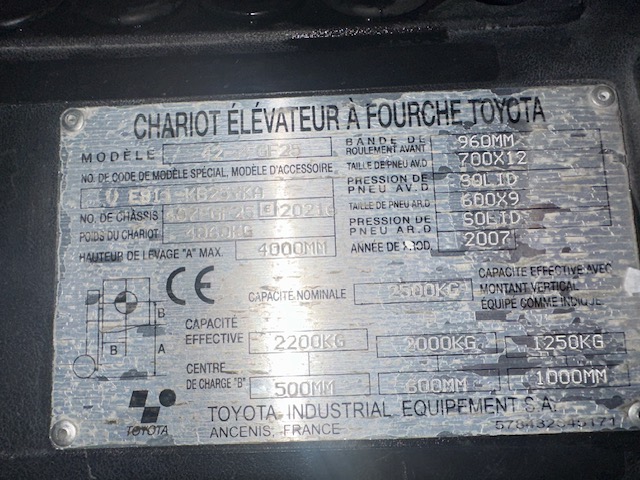 CHARIOT ÉLÉVATEUR À FOURCHE TOYOTA
MODÈLE
NO. DE CODE DE MODÈLE SPÉCIAL, MODÈLE D'ACCESSOIRE
NO. DE CHÂSSIS
POIDS DU CHARIOT
HAUTEUR DE LEVAGE "A" MAX. 4000MM
BANDE DE ROULEMENT AVANT 960MM
TAILLE DE PNEU AV.D 700X12
PRESSION DE PNEU AV.D SOLID
TAILLE DE PNEU AR.D 600X9
PRESSION DE PNEU AR.D SOLID
ANNÉE DE PROD. 2007
B
B A
CE
CAPACITÉ NOMINALE 2500KG
CAPACITÉ EFFECTIVE AVEC
MONTANT VERTICAL
ÉQUIPÉ COMME INDIQUÉ
CAPACITÉ
EFFECTIVE 2200KG 2000KG 1250KG
CENTRE
DE CHARGE "B" 500MM 600MM 1000MM
TOYOTA
TOYOTA INDUSTRIAL EQUIPEMENT S.A.
ANCENIS, FRANCE